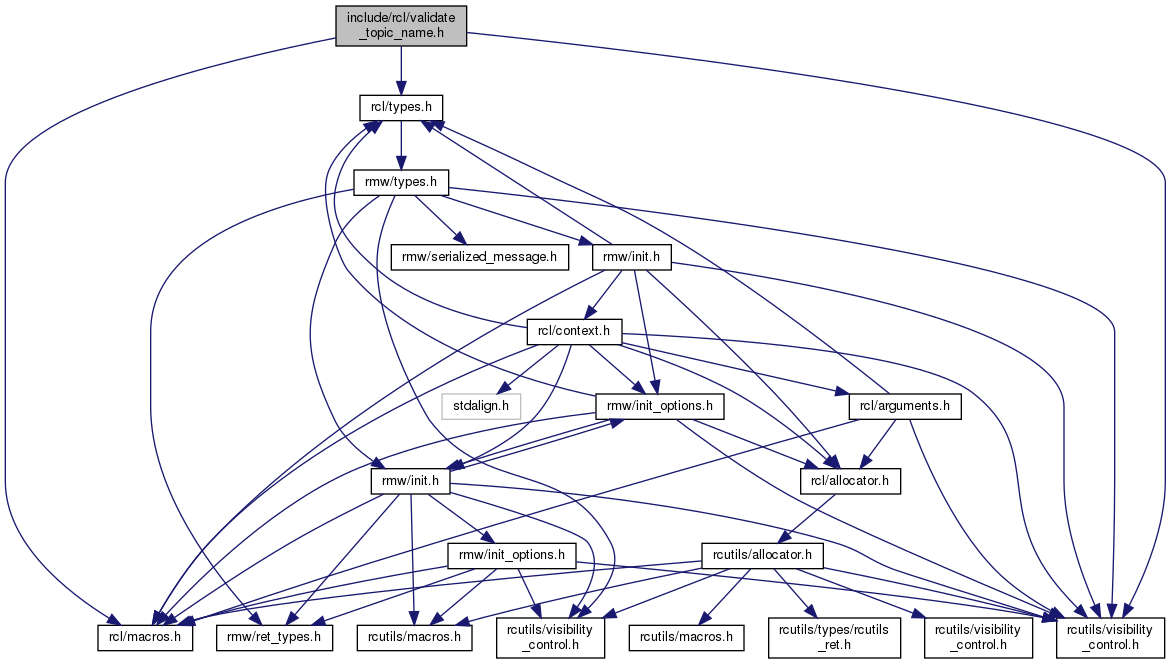 include/rcl/validate
_topic_name.h
rcl/types.h
rmw/types.h
rmw/serialized_message.h
rmw/init.h
rcl/context.h
stdalign.h
rmw/init_options.h
rcl/arguments.h
rmw/init.h
rcl/allocator.h
rmw/init_options.h
rcutils/allocator.h
rcl/macros.h
rmw/ret_types.h
rcutils/macros.h
rcutils/visibility
_control.h
rcutils/macros.h
rcutils/types/rcutils
_ret.h
rcutils/visibility
_control.h
rcutils/visibility
_control.h